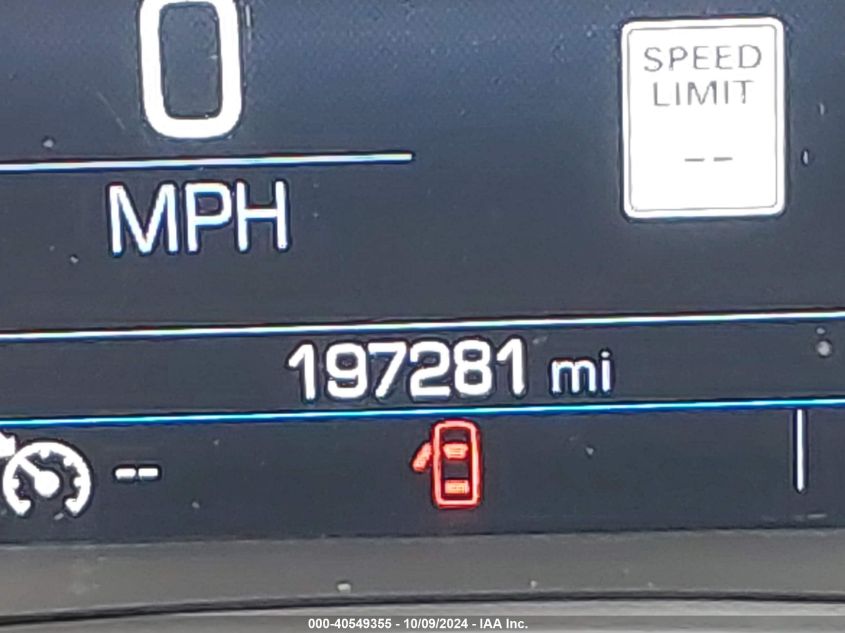 0
SPEED
LIMIT
--
MPH
197281 mi
--
000-40549355 - 10/09/2024 - IAA Inc.